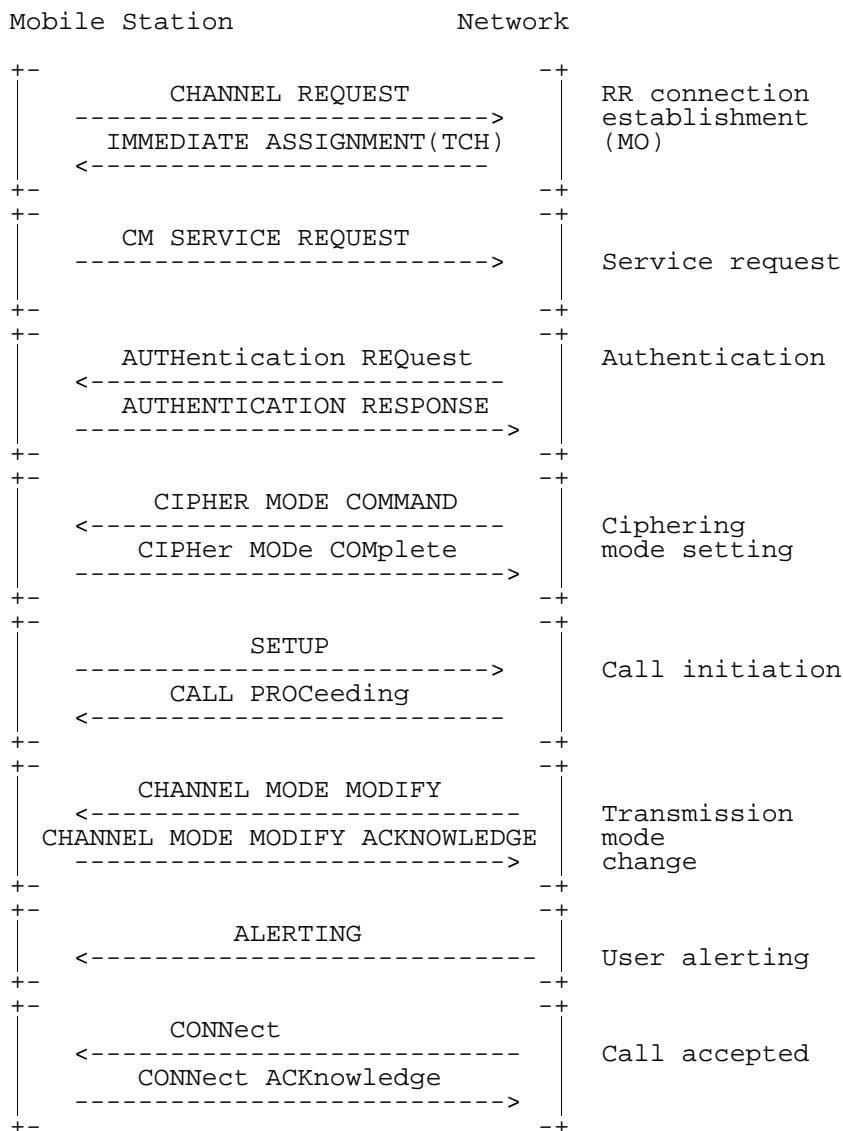 Mobile Station Network
CHANNEL REQUEST RR connection
--------------------------> establishment
IMMEDIATE ASSIGNMENT(TCH) (MO)
<-------------------------
CM SERVICE REQUEST
--------------------------> Service request
AUTHentication REQuest Authentication
<--------------------------
AUTHENTICATION RESPONSE
--------------------------->
CIPHER MODE COMMAND
<-------------------------- Ciphering
CIPHer MODe COMplete mode setting
--------------------------->
SETUP
--------------------------> Call initiation
CALL PROCeeding
<--------------------------
CHANNEL MODE MODIFY
<--------------------------- Transmission
CHANNEL MODE MODIFY ACKNOWLEDGE mode
---------------------------> change
ALERTING
<---------------------------- User alerting
CONNect
<--------------------------- Call accepted
CONNect ACKnowledge
--------------------------->